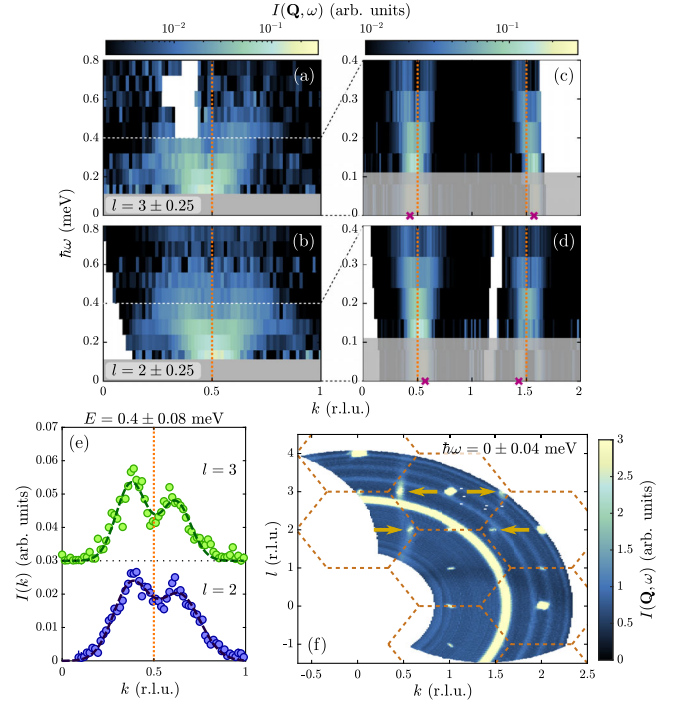 I(Q, ω) (arb. units)
10⁻² 10⁻¹ 10⁻² 10⁻¹
ħω (meV)
0.8
0.6
0.4
0.2
0
(a)
l = 3 ± 0.25
0.4
0.3
0.2
0.1
0
(c)
0.8
0.6
0.4
0.2
0
(b)
l = 2 ± 0.25
0 0.5 1
k (r.l.u.)
0.4
0.3
0.2
0.1
0
(d)
0 0.5 1 1.5 2
k (r.l.u.)
E = 0.4 ± 0.08 meV
(e)
I(k) (arb. units)
0.07
0.06
0.05
0.04
0.03
0.02
0.01
0
l = 3
l = 2
0 0.5 1
k (r.l.u.)
ħω = 0 ± 0.04 meV
l (r.l.u.)
4
3
2
1
0
-1
(f)
-0.5 0 0.5 1 1.5 2 2.5
k (r.l.u.)
3
2.5
2
1.5
1
0.5
0
I(Q, ω) (arb. units)